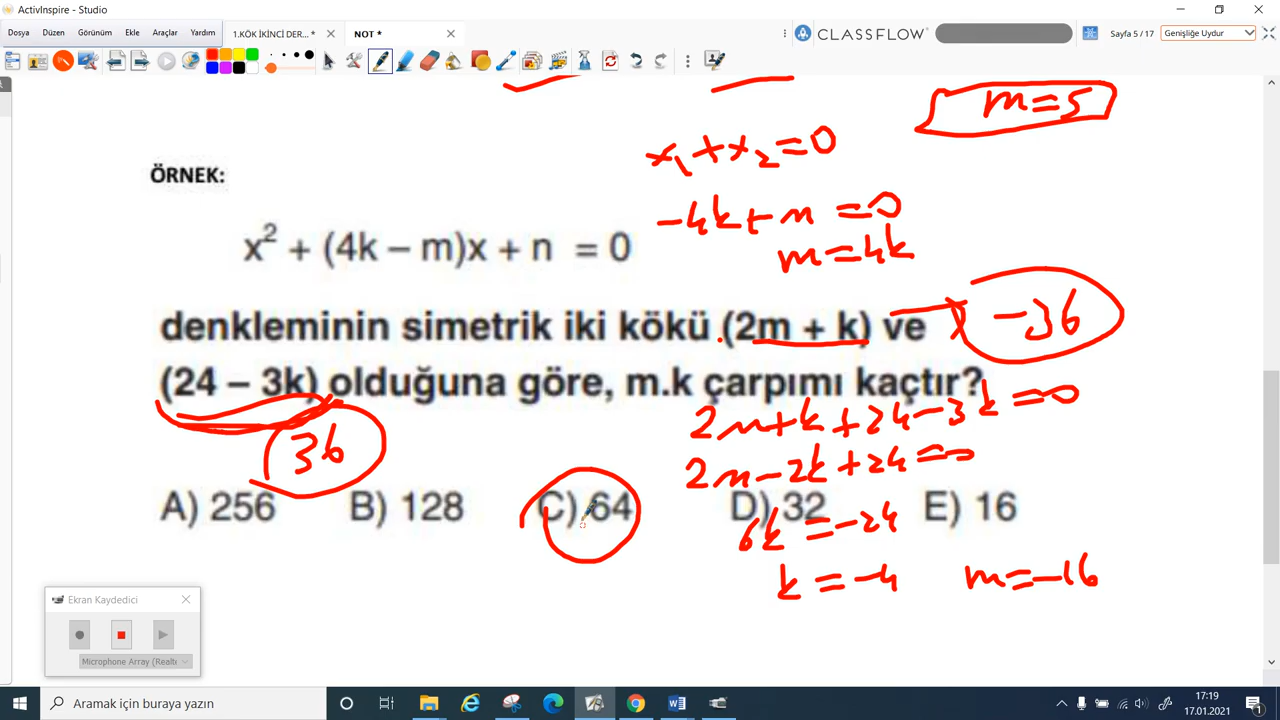 ActivInspire - Studio
Dosya Düzen Görünüm Ekle Araçlar Yardım
1.KÖK İKİNCİ DER...*
NOT *
CLASSFLOW
Sayfa 5 / 17
Genişliğe Uydur
m=5
x₁+x₂=0
ÖRNEK:
-4k+m=0
x² + (4k – m)x + n = 0
m=4k
denkleminin simetrik iki kökü (2m + k) ve
-36
(24 – 3k) olduğuna göre, m.k çarpımı kaçtır?
2m+k+24-3k=0
36
2m-2k+24=0
A) 256 B) 128 C) 64 D) 32 E) 16
6k=-24
k=-4 m=-16
Ekran Kaydedici
Microphone Array (Realte
Aramak için buraya yazın
17:19
17.01.2021
1